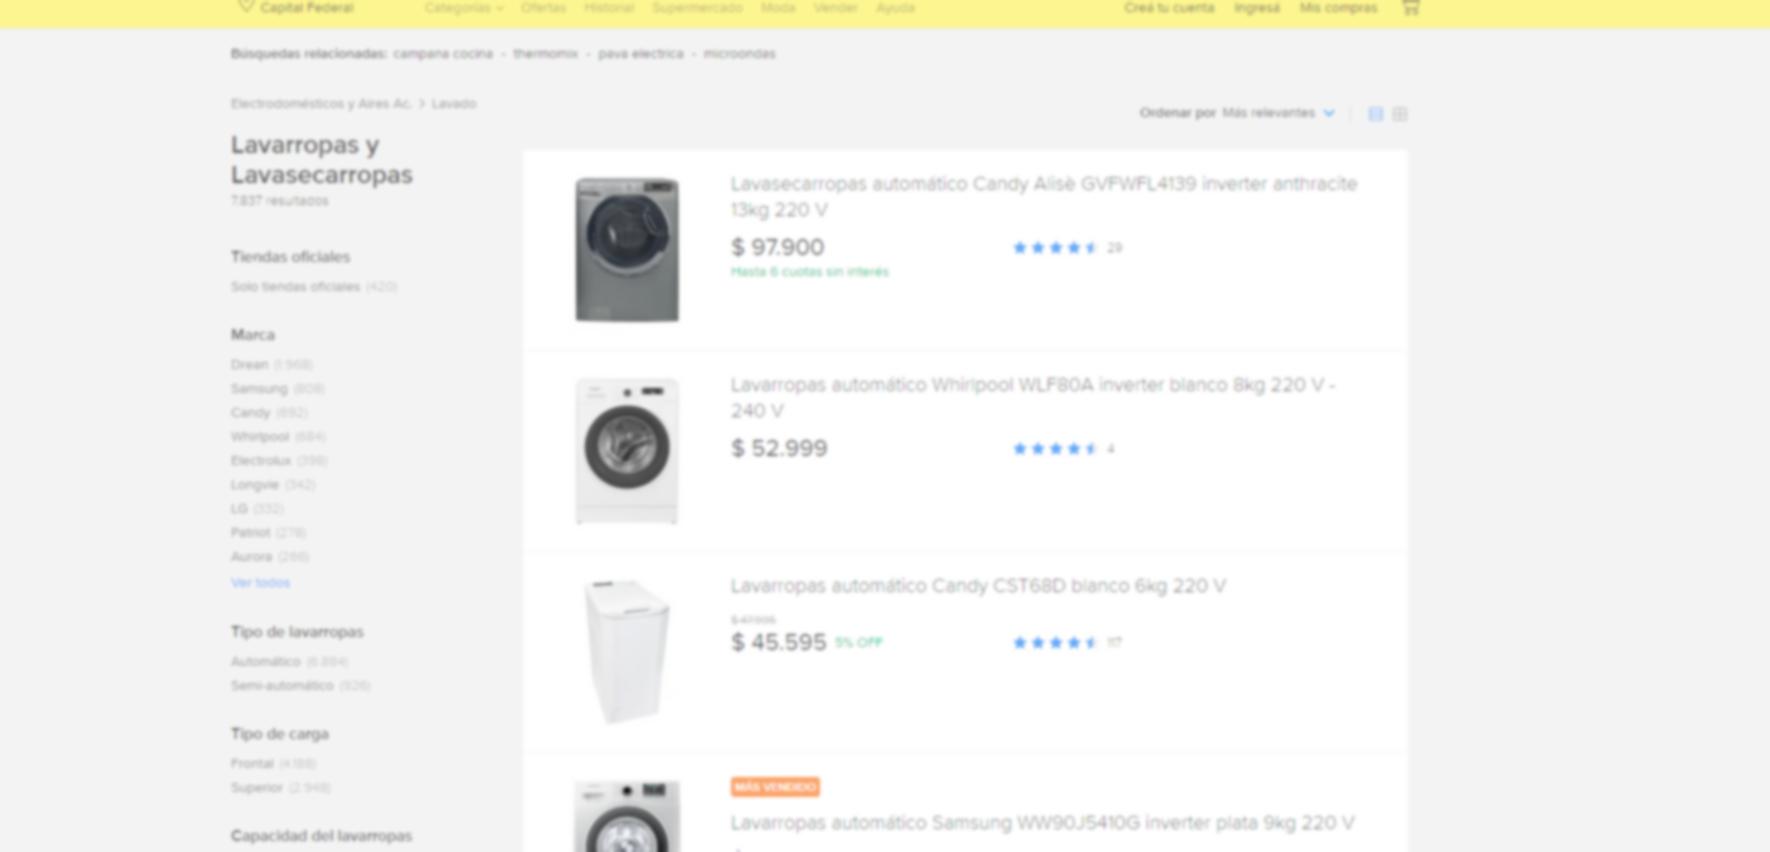 Capital Federal
Categorías Ofertas Historial Supermercado Moda Vender Ayuda
Creá tu cuenta Ingresá Mis compras
Búsquedas relacionadas: campana cocina - thermomix - pava electrica - microondas
Electrodomésticos y Aires Ac. > Lavado
Ordenar por Más relevantes
Lavarropas y
Lavasecarropas
7.837 resultados
Tiendas oficiales
Solo tiendas oficiales (420)
Marca
Drean (1.968)
Samsung (808)
Candy (692)
Whirlpool (684)
Electrolux (398)
Longvie (342)
LG (332)
Patriot (278)
Aurora (266)
Ver todos
Tipo de lavarropas
Automático (6.884)
Semi-automático (926)
Tipo de carga
Frontal (4.188)
Superior (2.948)
Capacidad del lavarropas
Lavasecarropas automático Candy Alisè GVFWFL4139 inverter anthracite
13kg 220 V
$ 97.900
29
Hasta 6 cuotas sin interés
Lavarropas automático Whirlpool WLF80A inverter blanco 8kg 220 V -
240 V
$ 52.999
4
Lavarropas automático Candy CST68D blanco 6kg 220 V
$ 45.595 5% OFF
117
MÁS VENDIDO
Lavarropas automático Samsung WW90J5410G inverter plata 9kg 220 V